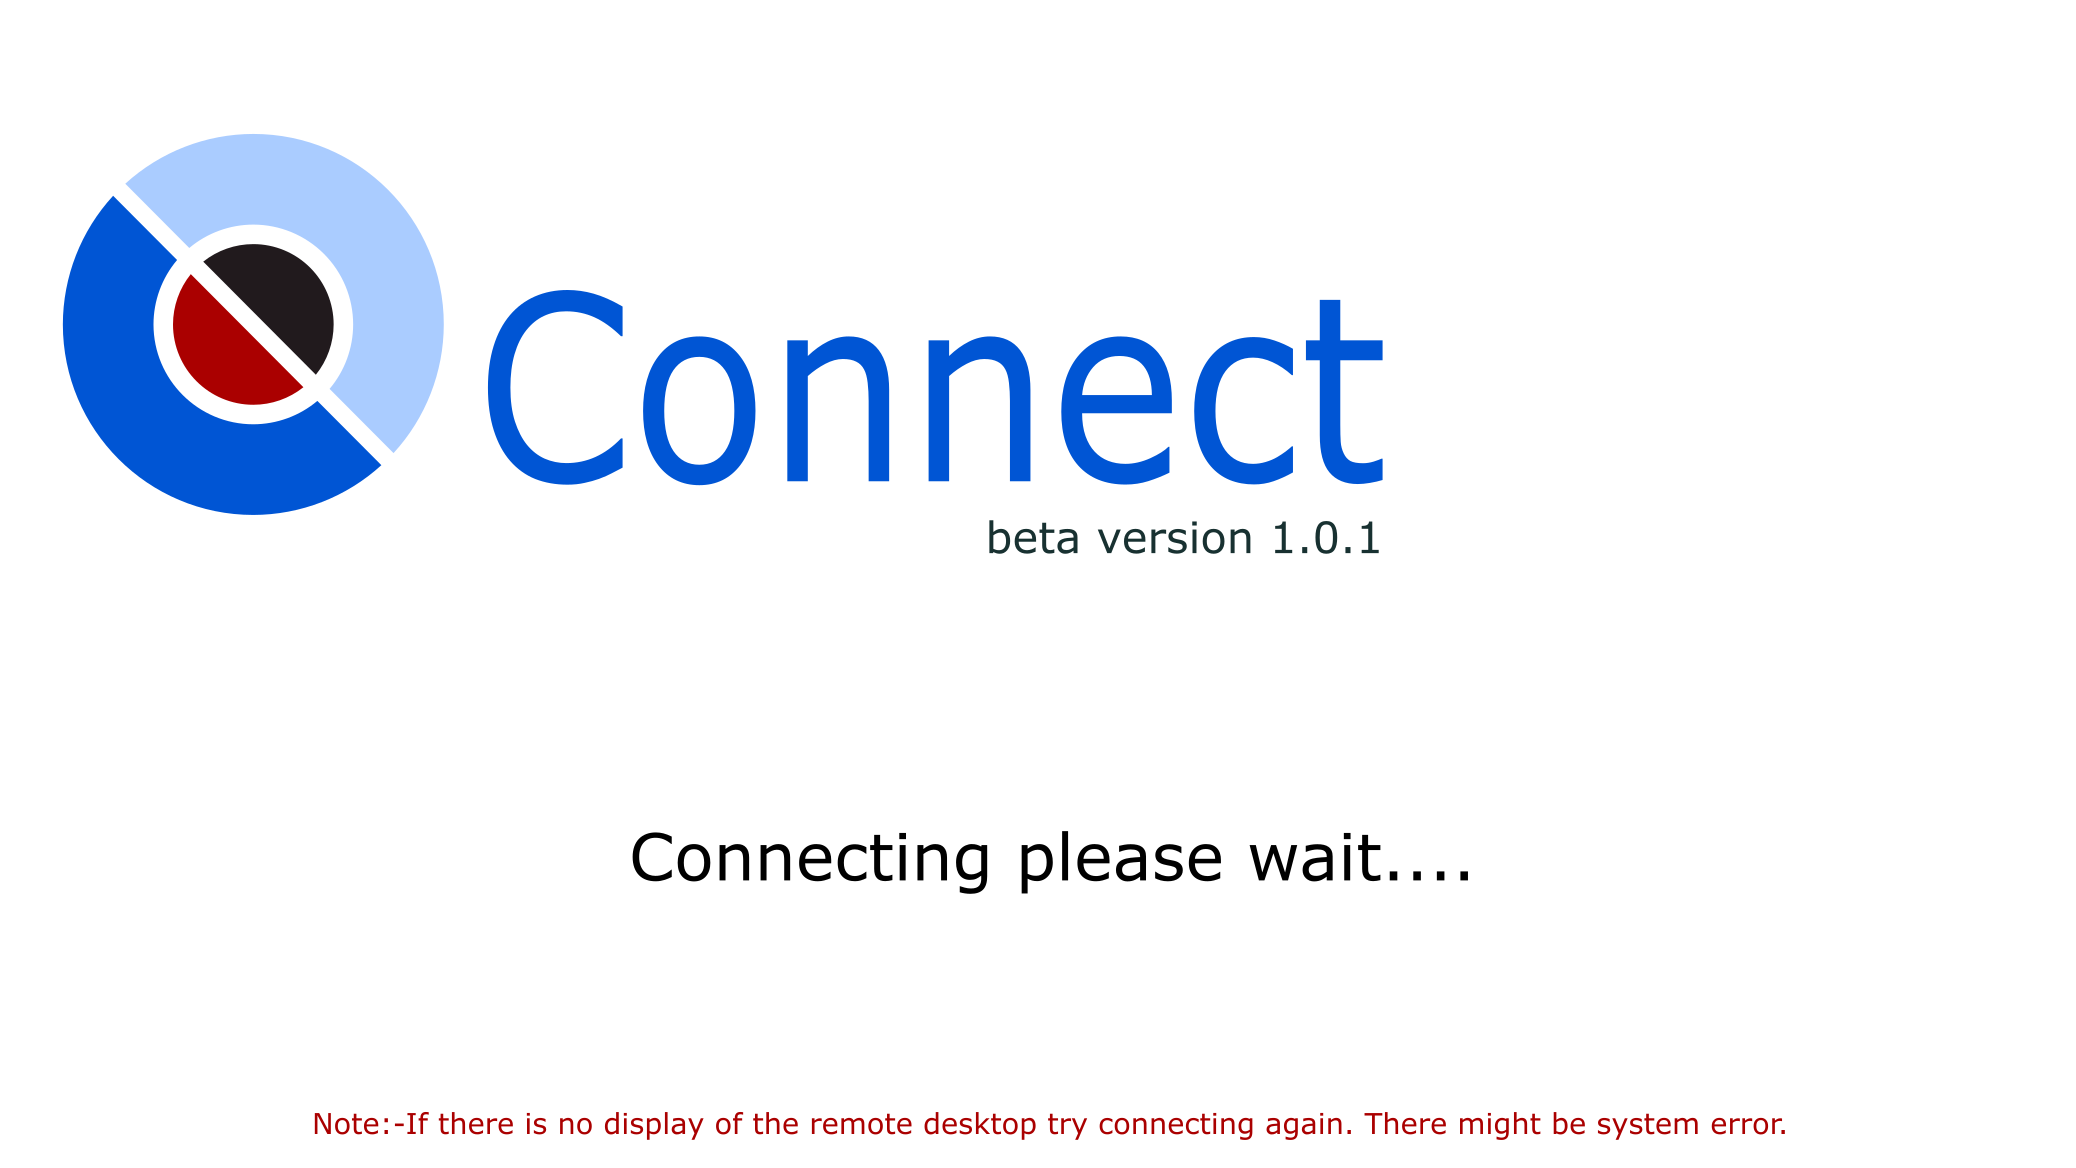 Connect
beta version 1.0.1
Connecting please wait....
Note:-If there is no display of the remote desktop try connecting again. There might be system error.